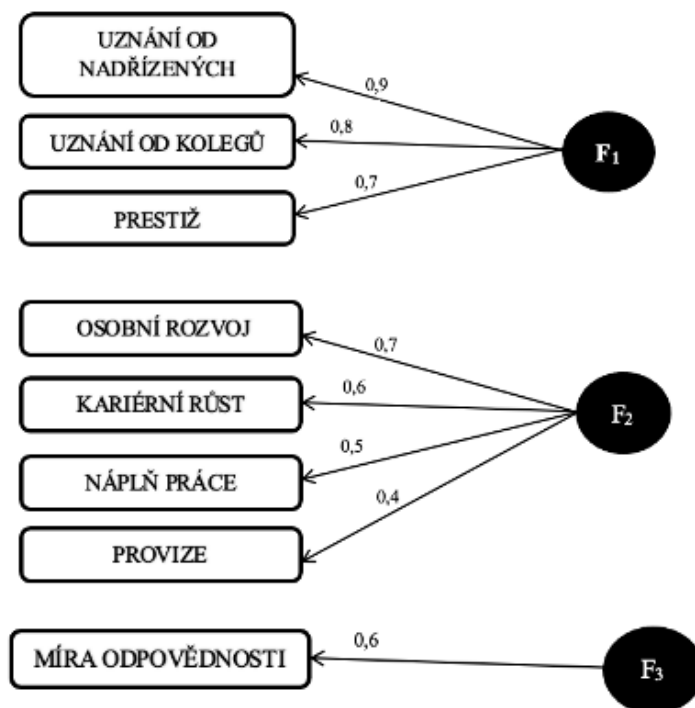 UZNÁNÍ OD
NADŘÍZENÝCH
0,9
UZNÁNÍ OD KOLEGŮ
0,8
F₁
PRESTIŽ
0,7
OSOBNÍ ROZVOJ
0,7
KARIÉRNÍ RŮST
0,6
F₂
NÁPLŇ PRÁCE
0,5
PROVIZE
0,4
MÍRA ODPOVĚDNOSTI
0,6
F₃